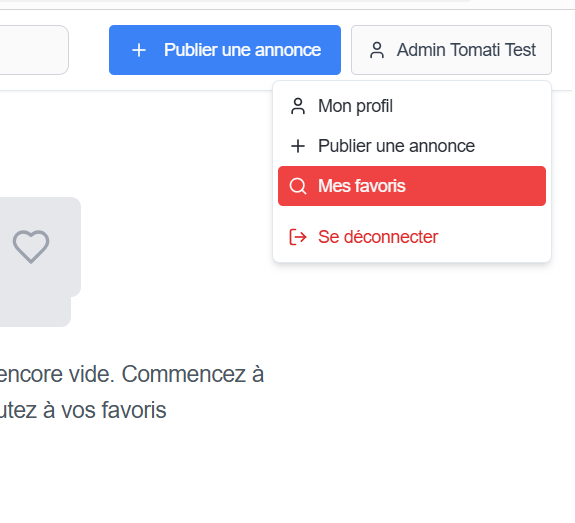 Publier une annonce
Admin Tomati Test
Mon profil
Publier une annonce
Mes favoris
Se déconnecter
encore vide. Commencez à
utez à vos favoris